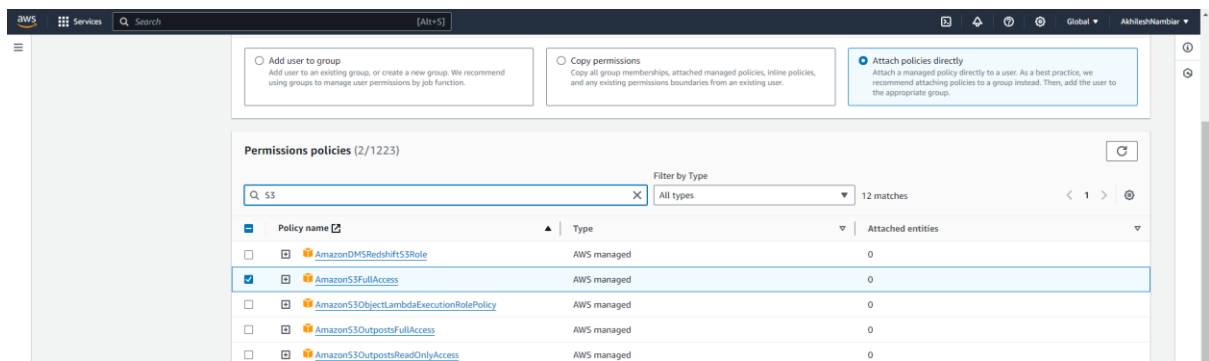 aws Services Search [Alt+S] Global AkhileshNambiar
Add user to group
Add user to an existing group, or create a new group. We recommend
using groups to manage user permissions by job function.
Copy permissions
Copy all group memberships, attached managed policies, inline policies,
and any existing permissions boundaries from an existing user.
Attach policies directly
Attach a managed policy directly to a user. As a best practice, we
recommend attaching policies to a group instead. Then, add the user to
the appropriate group.
Permissions policies (2/1223)
Filter by Type
S3 All types 12 matches 1
Policy name Type Attached entities
AmazonDMSRedshiftS3Role AWS managed 0
AmazonS3FullAccess AWS managed 0
AmazonS3ObjectLambdaExecutionRolePolicy AWS managed 0
AmazonS3OutpostsFullAccess AWS managed 0
AmazonS3OutpostsReadOnlyAccess AWS managed 0